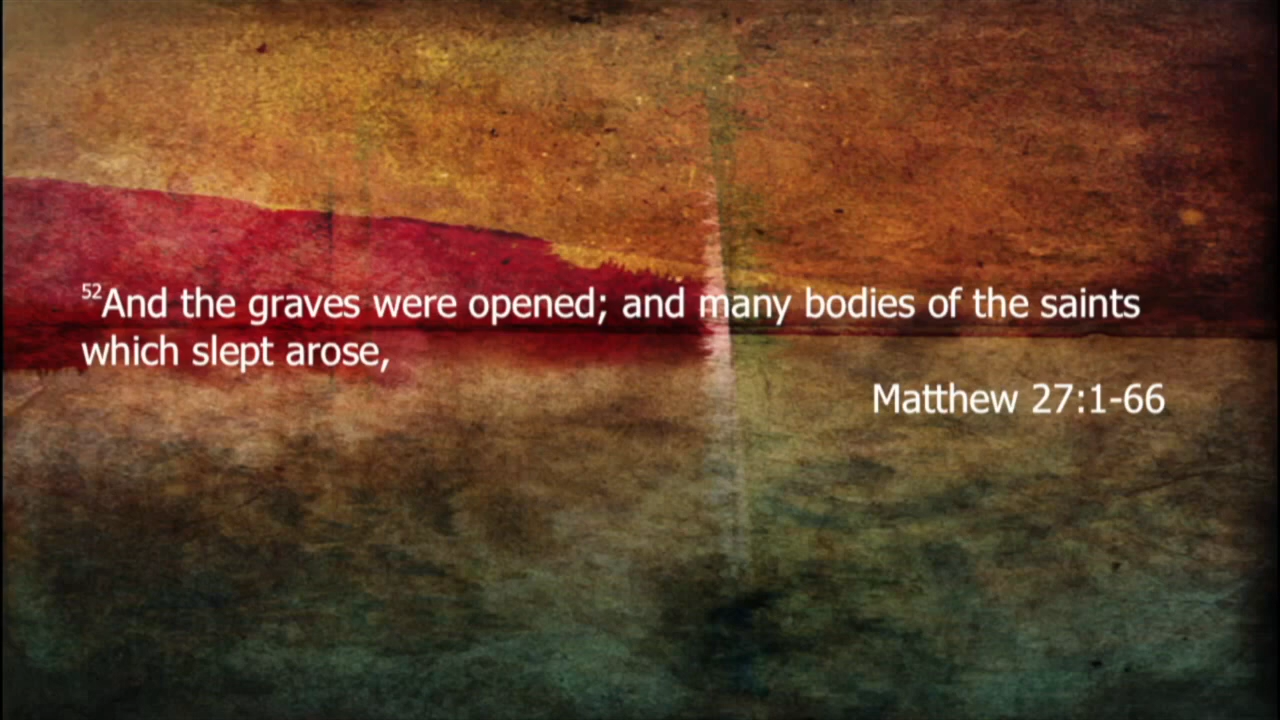 52And the graves were opened; and many bodies of the saints
which slept arose,
Matthew 27:1-66